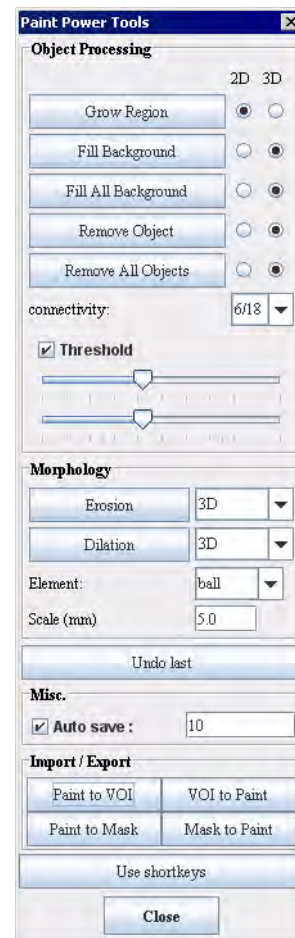 Paint Power Tools
Object Processing
2D 3D
Grow Region
Fill Background
Fill All Background
Remove Object
Remove All Objects
connectivity: 6/18
Threshold
Morphology
Erosion 3D
Dilation 3D
Element: ball
Scale (mm) 5.0
Undo last
Misc.
Auto save : 10
Import / Export
Paint to VOI VOI to Paint
Paint to Mask Mask to Paint
Use shortkeys
Close